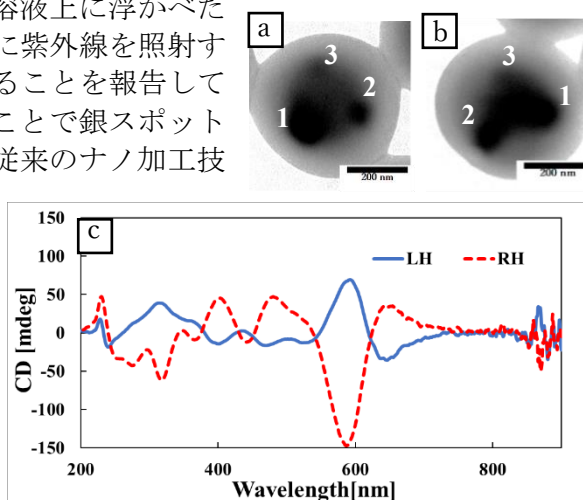 溶液上に浮かべた
に紫外線を照射す
ることを報告して
ことで銀スポット
従来のナノ加工技
a
3
2
1
200 nm
b
3
1
2
200 nm
c
LH
RH
CD [mdeg]
150
100
50
0
-50
-100
-150
200
400
600
800
Wavelength[nm]